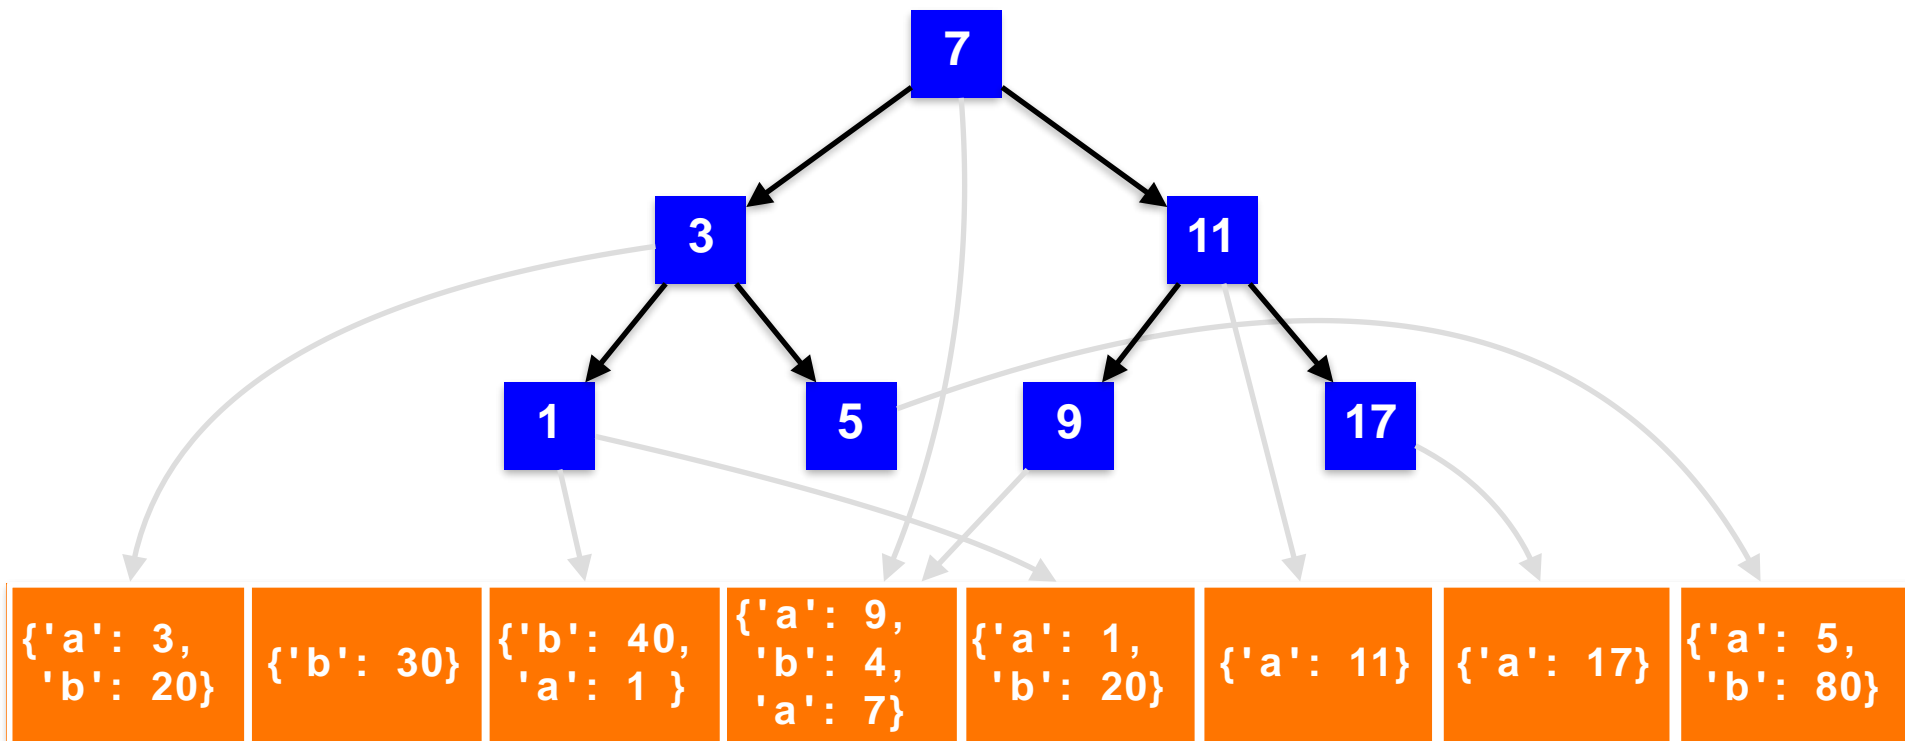 7
3
11
1
5
9
17
{'a': 3,
'b': 20}
{'b': 30}
{'b': 40,
'a': 1 }
{'a': 9,
'b': 4,
'a': 7}
{'a': 1,
'b': 20}
{'a': 11}
{'a': 17}
{'a': 5,
'b': 80}